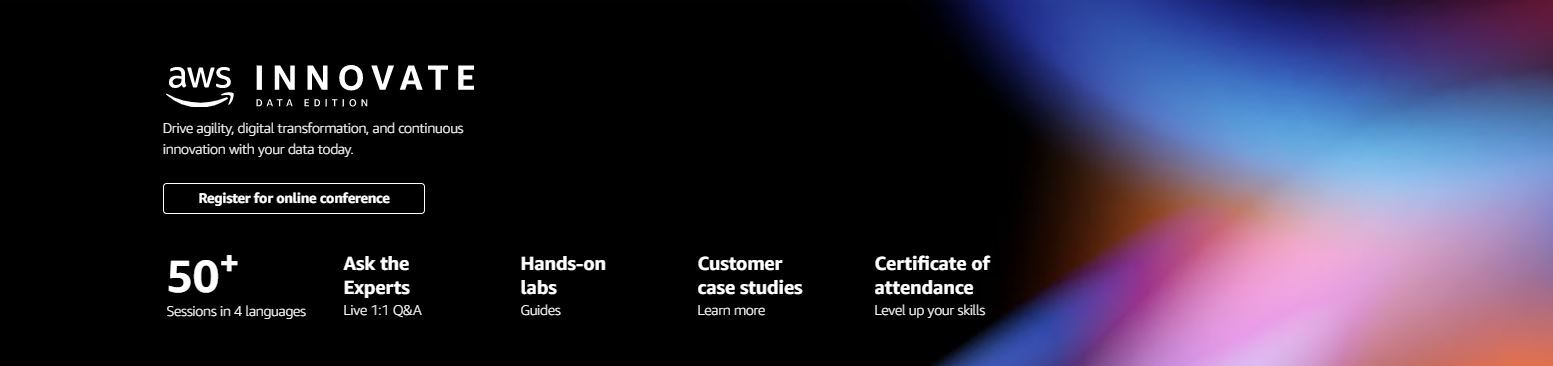 aws INNOVATE
DATA EDITION
Drive agility, digital transformation, and continuous
innovation with your data today.
Register for online conference
50+
Sessions in 4 languages
Ask the
Experts
Live 1:1 Q&A
Hands-on
labs
Guides
Customer
case studies
Learn more
Certificate of
attendance
Level up your skills